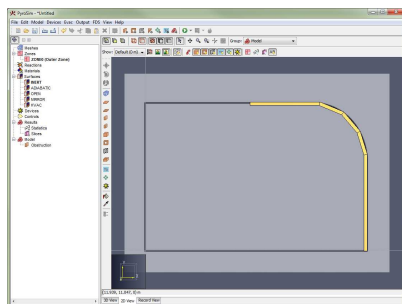 PyroSim - *Untitled
File Edit Model Devices Evac Output FDS View Help
Show: Default (0 m)
Group: Model
Meshes
Zones
ZONE0 (Outer Zone)
Reactions
Materials
Surfaces
INERT
ADIABATIC
OPEN
MIRROR
HVAC
Devices
Controls
Results
Statistics
Slices
Model
Obstruction
3D View 2D View Record View